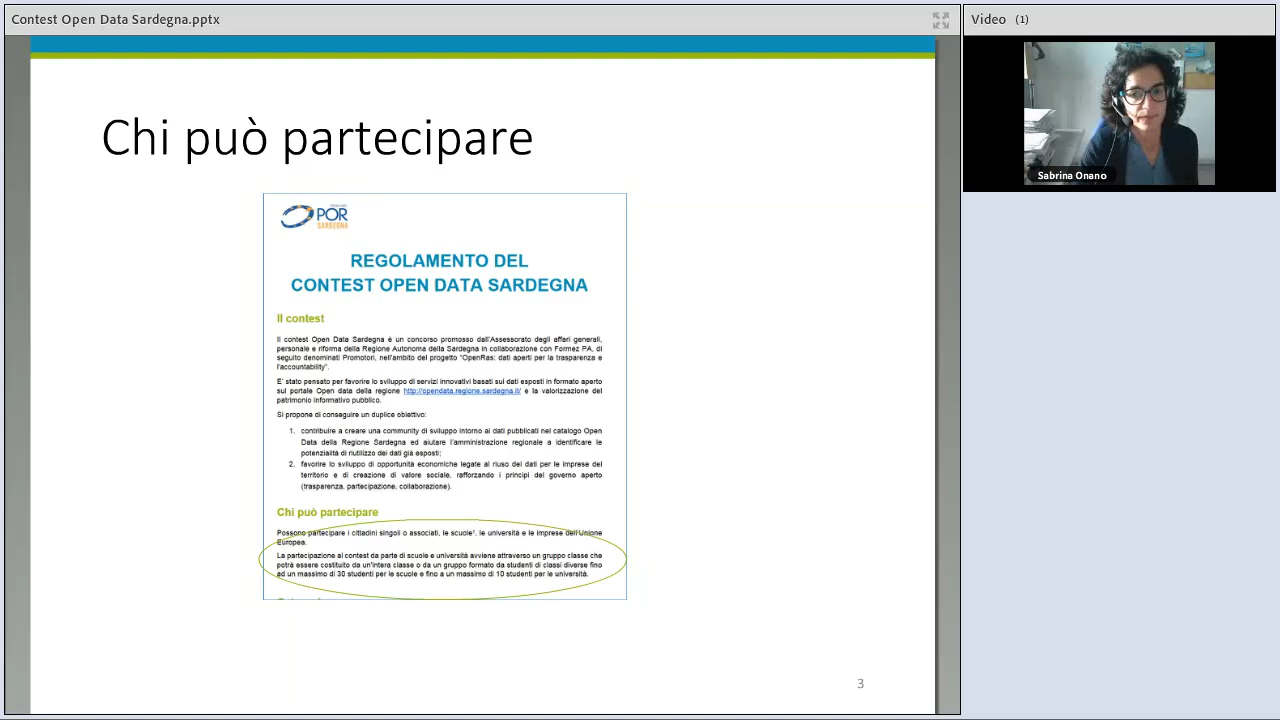 Contest Open Data Sardegna.pptx
Video (1)
Sabrina Onano
Chi può partecipare
POR
SARDEGNA
REGOLAMENTO DEL
CONTEST OPEN DATA SARDEGNA
Il contest
Il contest Open Data Sardegna è un concorso promosso dall'Assessorato degli affari generali,
personale e riforma della Regione Autonoma della Sardegna in collaborazione con Formez PA, di
seguito denominati Promotori, nell'ambito del progetto "OpenRas: dati aperti per la trasparenza e
l'accountability".
E' stato pensato per favorire lo sviluppo di servizi innovativi basati sui dati esposti in formato aperto
sul portale Open data della regione http://opendata.regione.sardegna.it/ e la valorizzazione del
patrimonio informativo pubblico.
Si propone di conseguire un duplice obiettivo:
1. contribuire a creare una community di sviluppo intorno ai dati pubblicati nel catalogo Open
Data della Regione Sardegna ed aiutare l'amministrazione regionale a identificare le
potenzialità di riutilizzo dei dati già esposti;
2. favorire lo sviluppo di opportunità economiche legate al riuso dei dati per le imprese del
territorio e di creazione di valore sociale, rafforzando i principi del governo aperto
(trasparenza, partecipazione, collaborazione).
Chi può partecipare
Possono partecipare i cittadini singoli o associati, le scuole¹, le università e le imprese dell'Unione
Europea.
La partecipazione al contest da parte di scuole e università avviene attraverso un gruppo classe che
potrà essere costituito da un'intera classe o da un gruppo formato da studenti di classi diverse fino
ad un massimo di 30 studenti per le scuole e fino a un massimo di 10 studenti per le università.
3